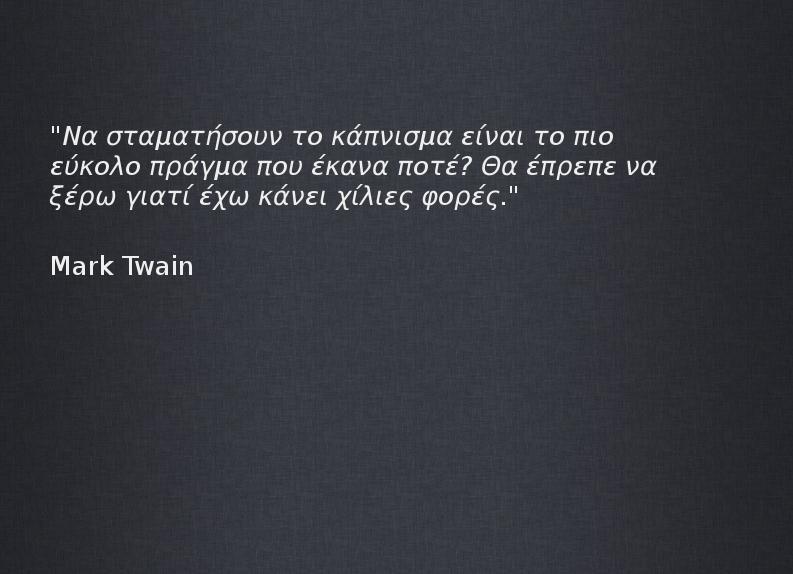 "Να σταματήσουν το κάπνισμα είναι το πιο
εύκολο πράγμα που έκανα ποτέ? Θα έπρεπε να
ξέρω γιατί έχω κάνει χίλιες φορές."
Mark Twain